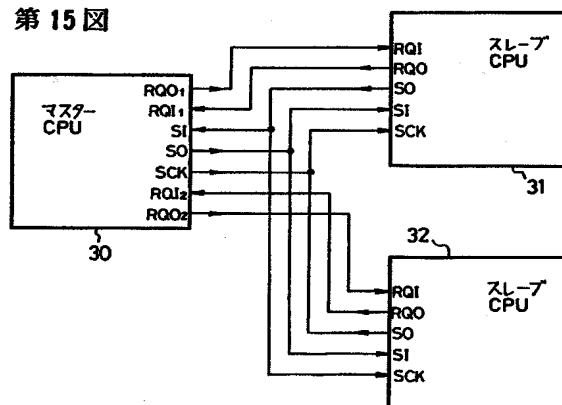 第15図
マスター
CPU
RQO1
RQI1
SI
SO
SCK
RQI2
RQO2
30
RQI
RQO
SO
SI
SCK
スレーブ
CPU
31
32
RQI
RQO
SO
SI
SCK
スレーブ
CPU